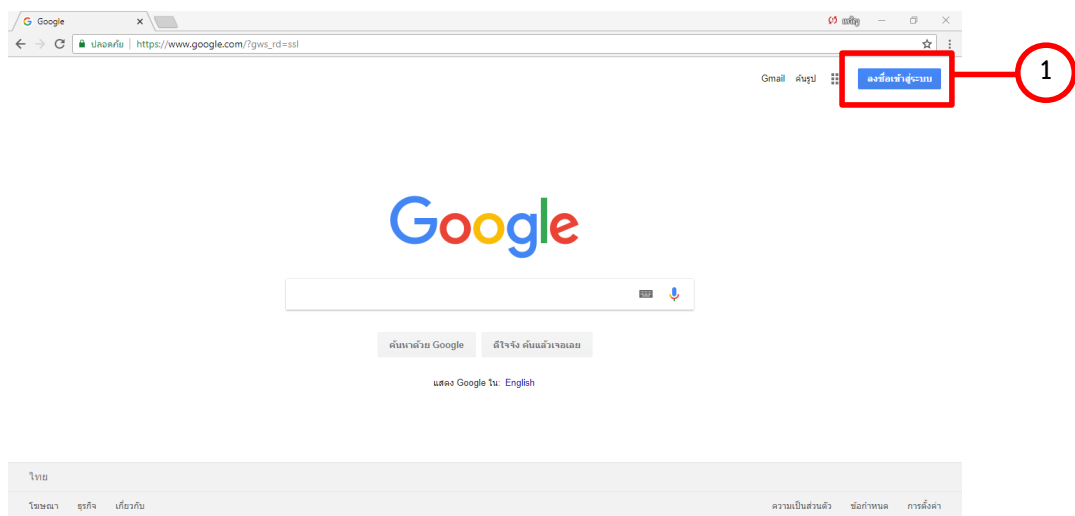 Google
ปลอดภัย https://www.google.com/?gws_rd=ssl
Gmail ค้นรูป ลงชื่อเข้าสู่ระบบ 1
Google
ค้นหาด้วย Google ดีใจจัง ค้นแล้วเจอเลย
แสดง Google ใน: English
ไทย
โฆษณา ธุรกิจ เกี่ยวกับ ความเป็นส่วนตัว ข้อกำหนด การตั้งค่า